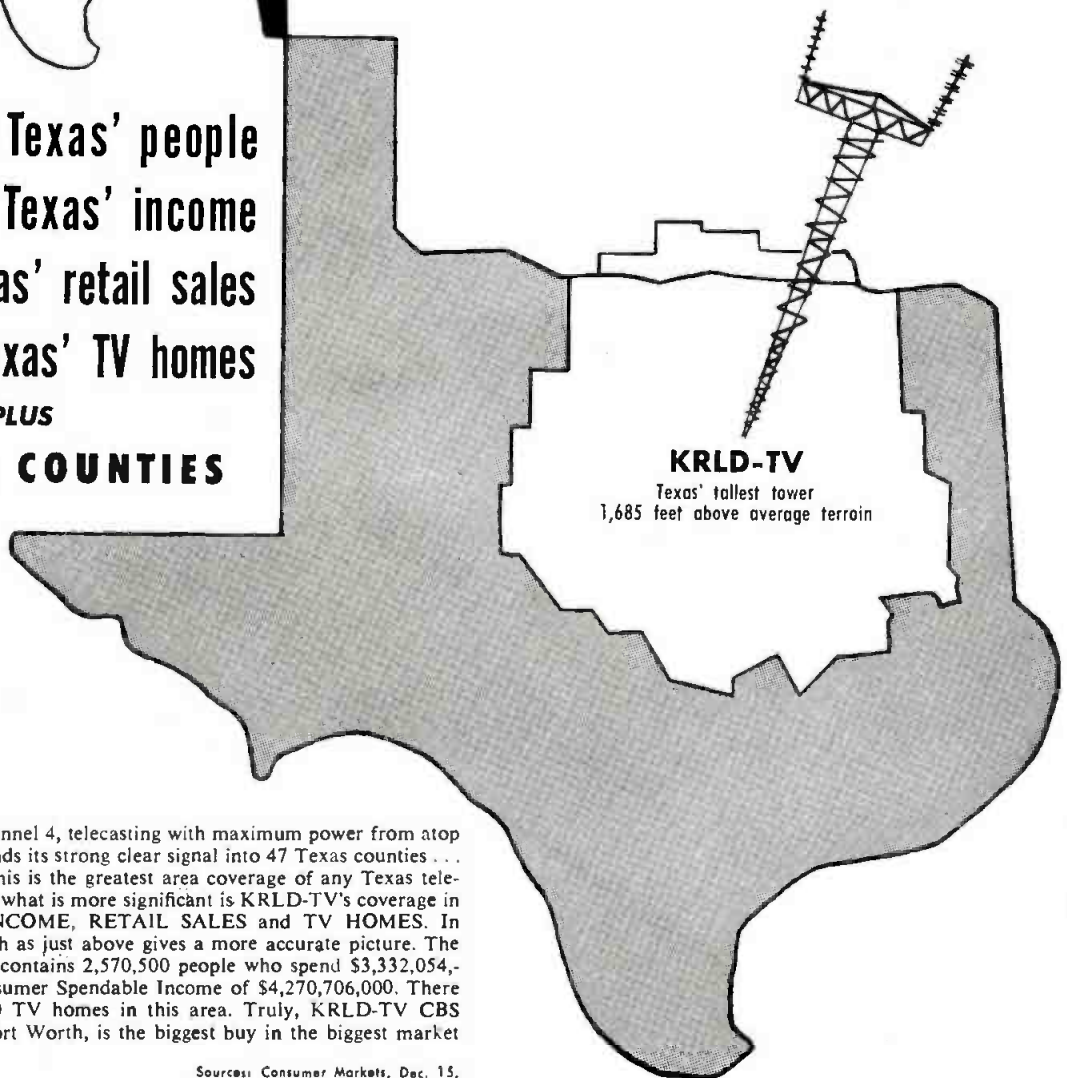 Texas' people
Texas' income
as' retail sales
xas' TV homes
PLUS
COUNTIES
KRLD-TV
Texas' tallest tower
1,685 feet above average terrain
nnel 4, telecasting with maximum power from atop
nds its strong clear signal into 47 Texas counties . . .
his is the greatest area coverage of any Texas tele-
what is more significant is KRLD-TV's coverage in
NCOME, RETAIL SALES and TV HOMES. In
h as just above gives a more accurate picture. The
contains 2,570,500 people who spend $3,332,054,-
sumer Spendable Income of $4,270,706,000. There
TV homes in this area. Truly, KRLD-TV CBS
ort Worth, is the biggest buy in the biggest market
Sources: Consumer Markets, Dec. 15,